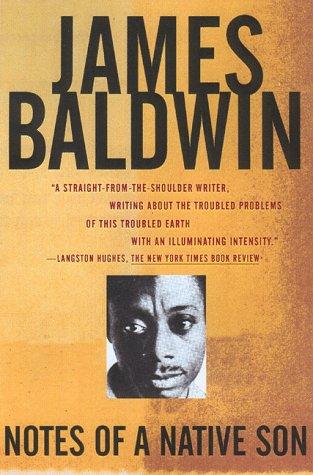 JAMES
BALDWIN
"A STRAIGHT-FROM-THE-SHOULDER WRITER,
WRITING ABOUT THE TROUBLED PROBLEMS
OF THIS TROUBLED EARTH
WITH AN ILLUMINATING INTENSITY."
—LANGSTON HUGHES, THE NEW YORK TIMES BOOK REVIEW
NOTES OF A NATIVE SON